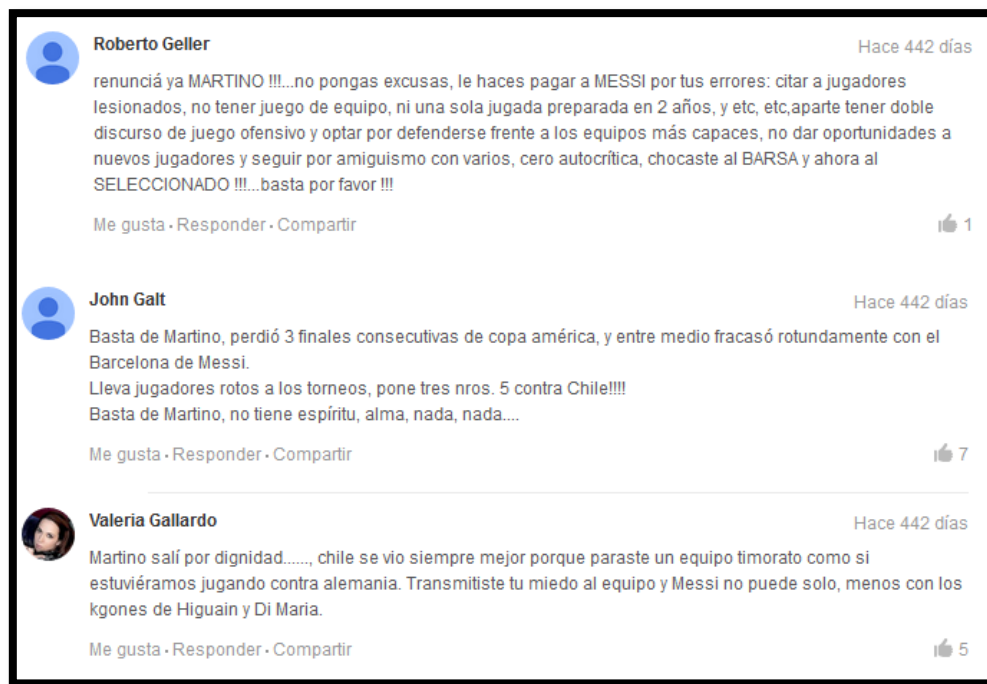 Roberto Geller
Hace 442 días
renunciá ya MARTINO !!!...no pongas excusas, le haces pagar a MESSI por tus errores: citar a jugadores
lesionados, no tener juego de equipo, ni una sola jugada preparada en 2 años, y etc, etc,aparte tener doble
discurso de juego ofensivo y optar por defenderse frente a los equipos más capaces, no dar oportunidades a
nuevos jugadores y seguir por amiguismo con varios, cero autocrítica, chocaste al BARSA y ahora al
SELECCIONADO !!!...basta por favor !!!
Me gusta · Responder · Compartir
1
John Galt
Hace 442 días
Basta de Martino, perdió 3 finales consecutivas de copa américa, y entre medio fracasó rotundamente con el
Barcelona de Messi.
Lleva jugadores rotos a los torneos, pone tres nros. 5 contra Chile!!!!
Basta de Martino, no tiene espíritu, alma, nada, nada....
Me gusta · Responder · Compartir
7
Valeria Gallardo
Hace 442 días
Martino salí por dignidad......, chile se vio siempre mejor porque paraste un equipo timorato como si
estuviéramos jugando contra alemania. Transmitiste tu miedo al equipo y Messi no puede solo, menos con los
kgones de Higuain y Di Maria.
Me gusta · Responder · Compartir
5